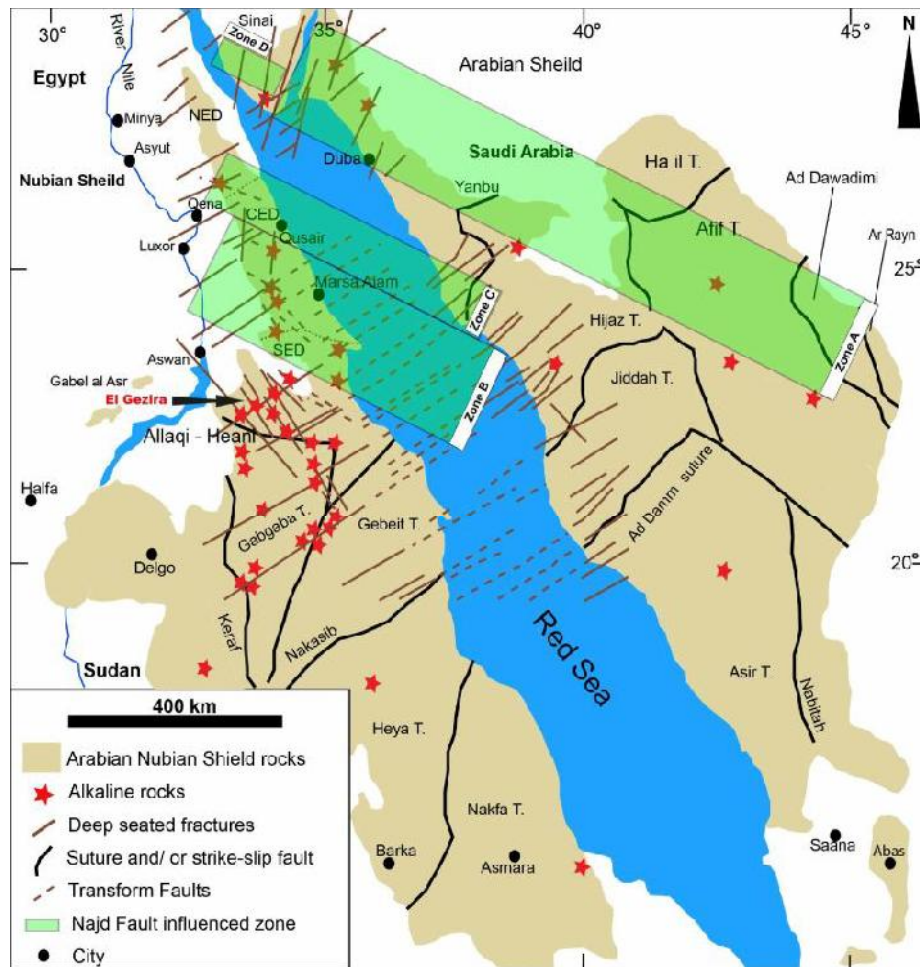 30°
35°
40°
45°
N
Sinai
Zone D
River
Nile
Egypt
Arabian Sheild
NED
Minya
Asyut
Duba
Saudi Arabia
Ha il T.
Ad Dawadimi
Nubian Sheild
Yanbu
Qena
CED
Afif T.
Ar Rayn
Qusair
Luxor
25°
Marsa Alam
Zone C
Hijaz T.
Zone A
SED
Aswan
Zone B
Jiddah T.
Gabel al Asr
El Gezira
Allaqi - Heani
Halfa
Ad Damm suture
Gebgeba T.
Gebeit T.
Delgo
20°
Keraf
Nakasib
Red Sea
Sudan
Asir T.
Nabitah
400 km
Heya T.
Arabian Nubian Shield rocks
Alkaline rocks
Nakfa T.
Deep seated fractures
Saana
Suture and/ or strike-slip fault
Barka
Asmara
Abas
Transform Faults
Najd Fault influenced zone
City